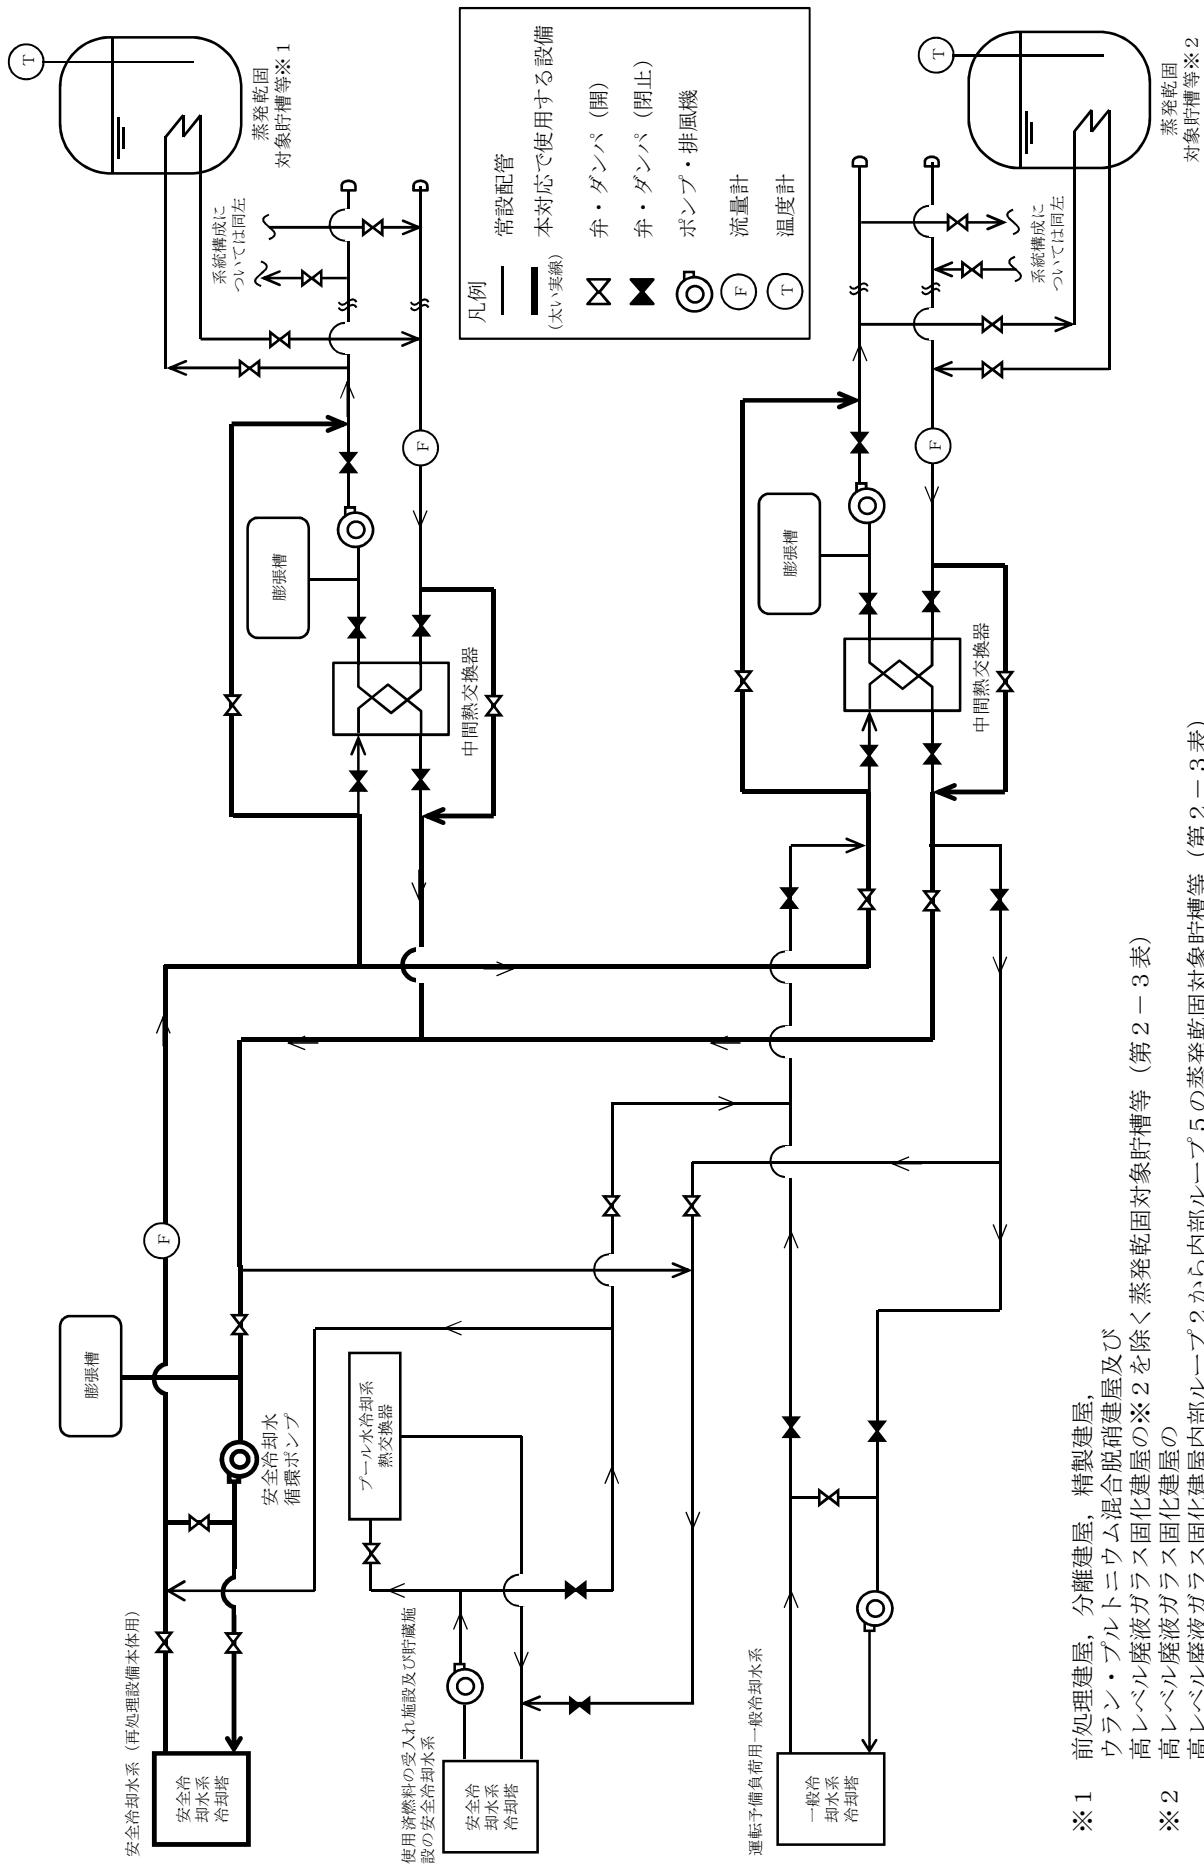 安全冷却水系（再処理設備本体用）
安全冷
却水系
冷却塔
膨張槽
安全冷却水
循環ポンプ
F
使用済燃料の受入れ施設及び貯蔵施
設の安全冷却水系
安全冷
却水系
冷却塔
プール水冷却系
熱交換器
運転予備負荷用一般冷却水系
一般冷
却水系
冷却塔
膨張槽
中間熱交換器
F
系統構成に
ついては同左
T
蒸発乾固
対象貯槽等※１
膨張槽
中間熱交換器
F
系統構成に
ついては同左
T
蒸発乾固
対象貯槽等※２
凡例
常設配管
本対応で使用する設備
(太い実線)
弁・ダンパ（開）
弁・ダンパ（閉止）
ポンプ・排風機
F 流量計
T 温度計
※１ 前処理建屋，分離建屋，精製建屋，
ウラン・プルトニウム混合脱硝建屋及び
高レベル廃液ガラス固化建屋の※２を除く蒸発乾固対象貯槽等（第２－３表）
※２ 高レベル廃液ガラス固化建屋の
高レベル廃液ガラス固化建屋内部ループ２から内部ループ５の蒸発乾固対象貯槽等（第２－３表）